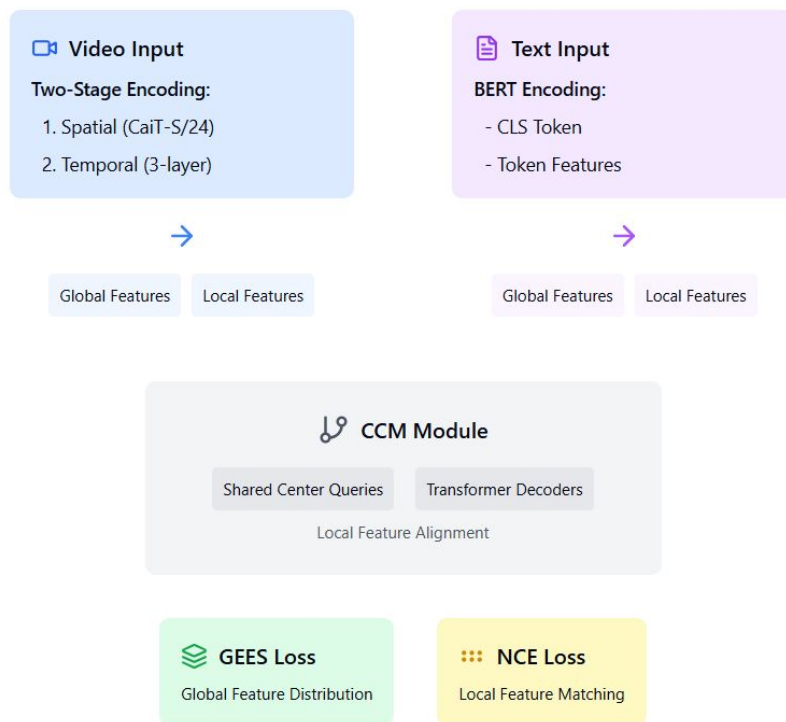 Video Input
Two-Stage Encoding:
1. Spatial (CaiT-S/24)
2. Temporal (3-layer)
Text Input
BERT Encoding:
- CLS Token
- Token Features
Global Features
Local Features
Global Features
Local Features
CCM Module
Shared Center Queries
Transformer Decoders
Local Feature Alignment
GEES Loss
Global Feature Distribution
NCE Loss
Local Feature Matching